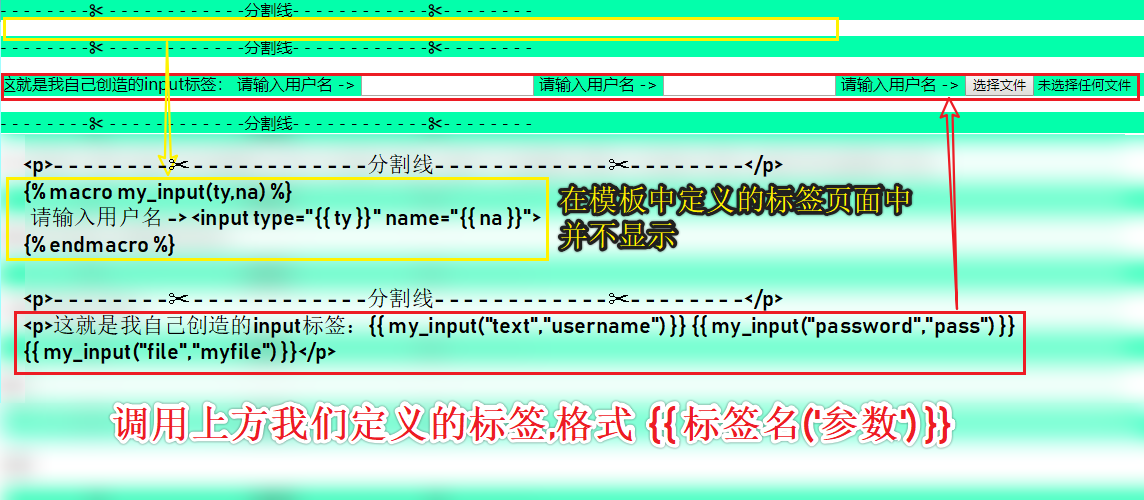 - - - - - - - -✂- - - - - - - - - - - - -分割线- - - - - - - - - - - - -✂- - - - - - - -
- - - - - - - -✂- - - - - - - - - - - - -分割线- - - - - - - - - - - - -✂- - - - - - - -
这就是我自己创造的input标签： 请输入用户名 -> 请输入用户名 -> 请输入用户名 -> 选择文件 未选择任何文件
- - - - - - - -✂- - - - - - - - - - - - -分割线- - - - - - - - - - - - -✂- - - - - - - -
<p>- - - - - - - -✂- - - - - - - - - - - - -分割线- - - - - - - - - - - - -✂- - - - - - - -</p>
{% macro my_input(ty,na) %}
请输入用户名 -> <input type="{{ ty }}" name="{{ na }}">
{% endmacro %}
在模板中定义的标签页面中
并不显示
<p>- - - - - - - -✂- - - - - - - - - - - - -分割线- - - - - - - - - - - - -✂- - - - - - - -</p>
<p>这就是我自己创造的input标签：{{ my_input("text","username") }} {{ my_input("password","pass") }}
{{ my_input("file","myfile") }}</p>
调用上方我们定义的标签,格式 {{ 标签名('参数') }}